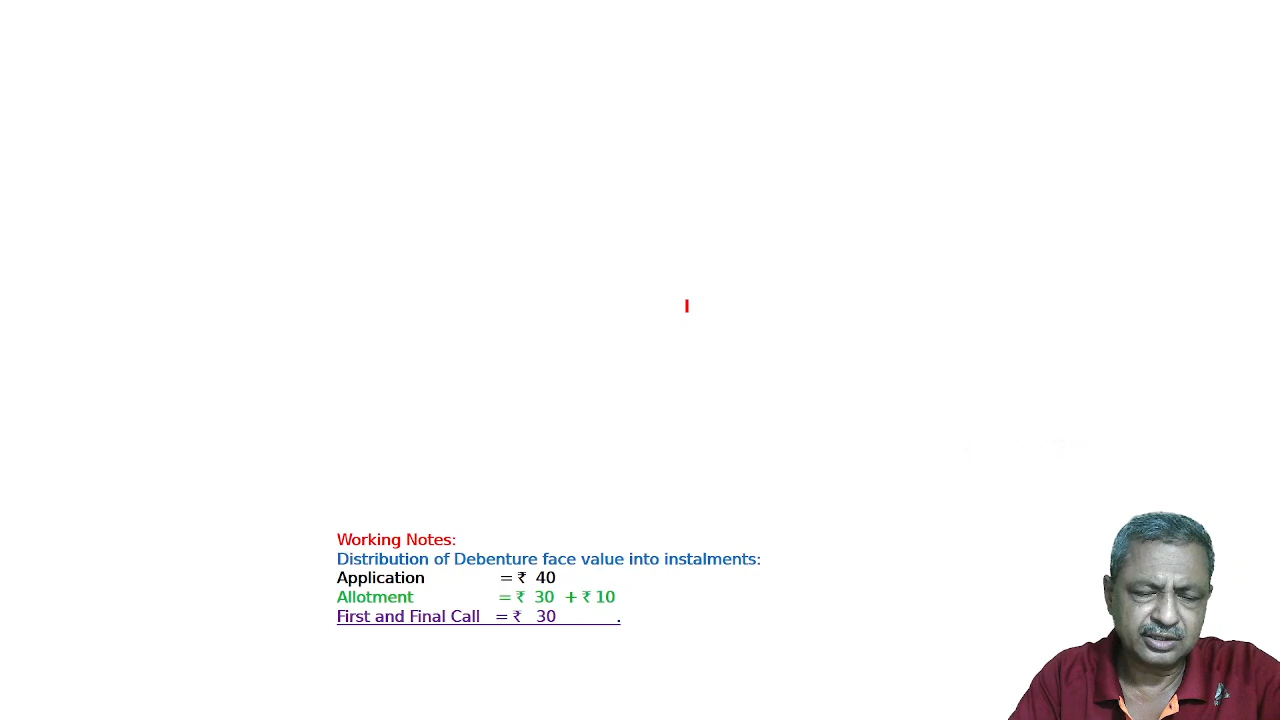 Working Notes:
Distribution of Debenture face value into instalments:
Application = ₹ 40
Allotment = ₹ 30 + ₹ 10
First and Final Call = ₹ 30 .